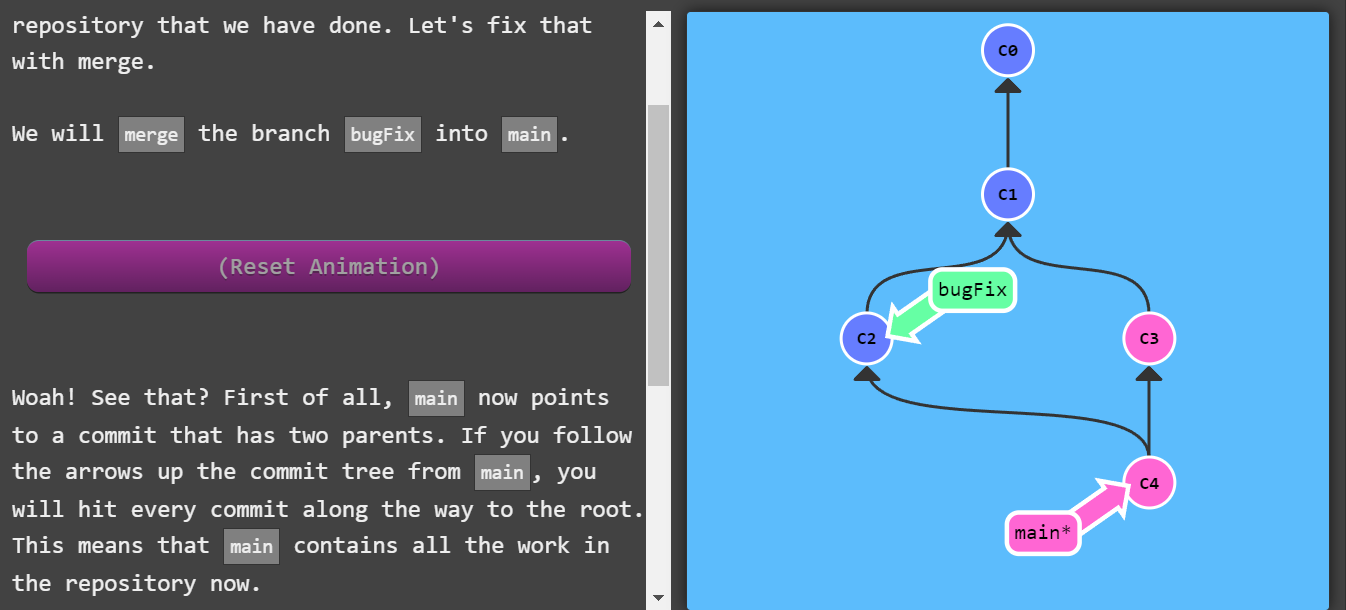 repository that we have done. Let's fix that
with merge.
We will merge the branch bugFix into main.
(Reset Animation)
Woah! See that? First of all, main now points
to a commit that has two parents. If you follow
the arrows up the commit tree from main, you
will hit every commit along the way to the root.
This means that main contains all the work in
the repository now.
C0
C1
bugFix
C2
C3
C4
main*